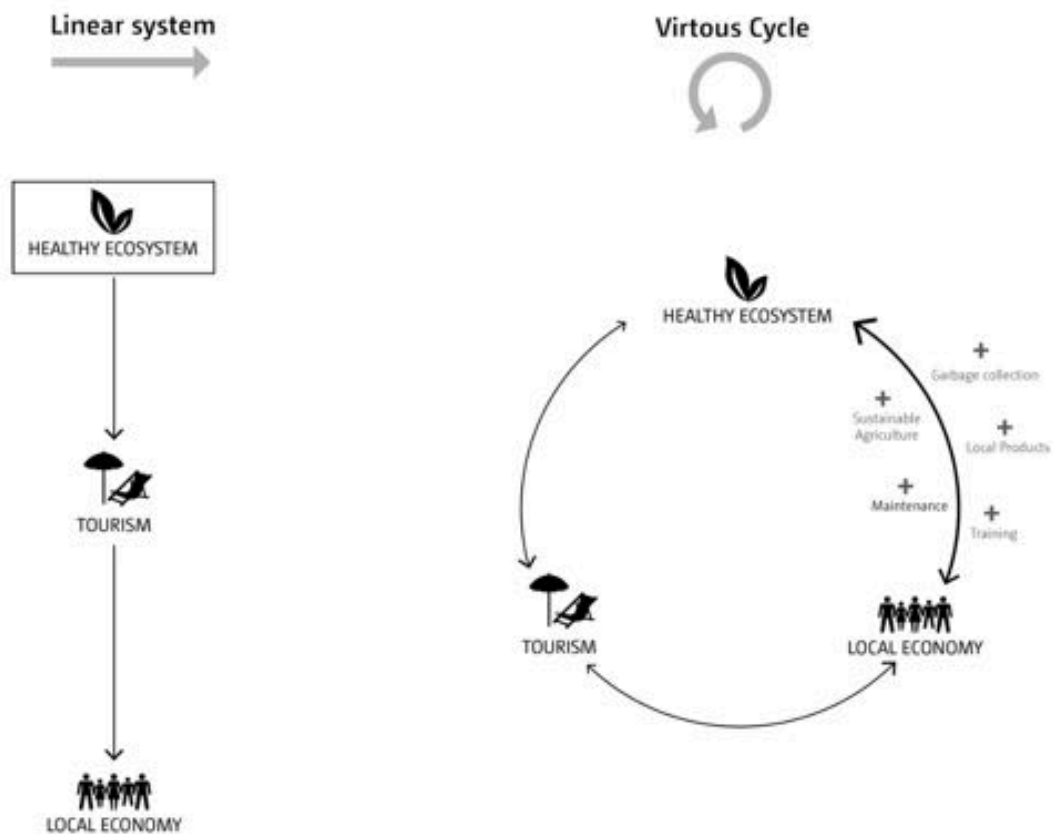 Linear system
HEALTHY ECOSYSTEM
TOURISM
LOCAL ECONOMY
Virtous Cycle
HEALTHY ECOSYSTEM
Garbage collection
Sustainable
Agriculture
Local Products
Maintenance
Training
TOURISM
LOCAL ECONOMY